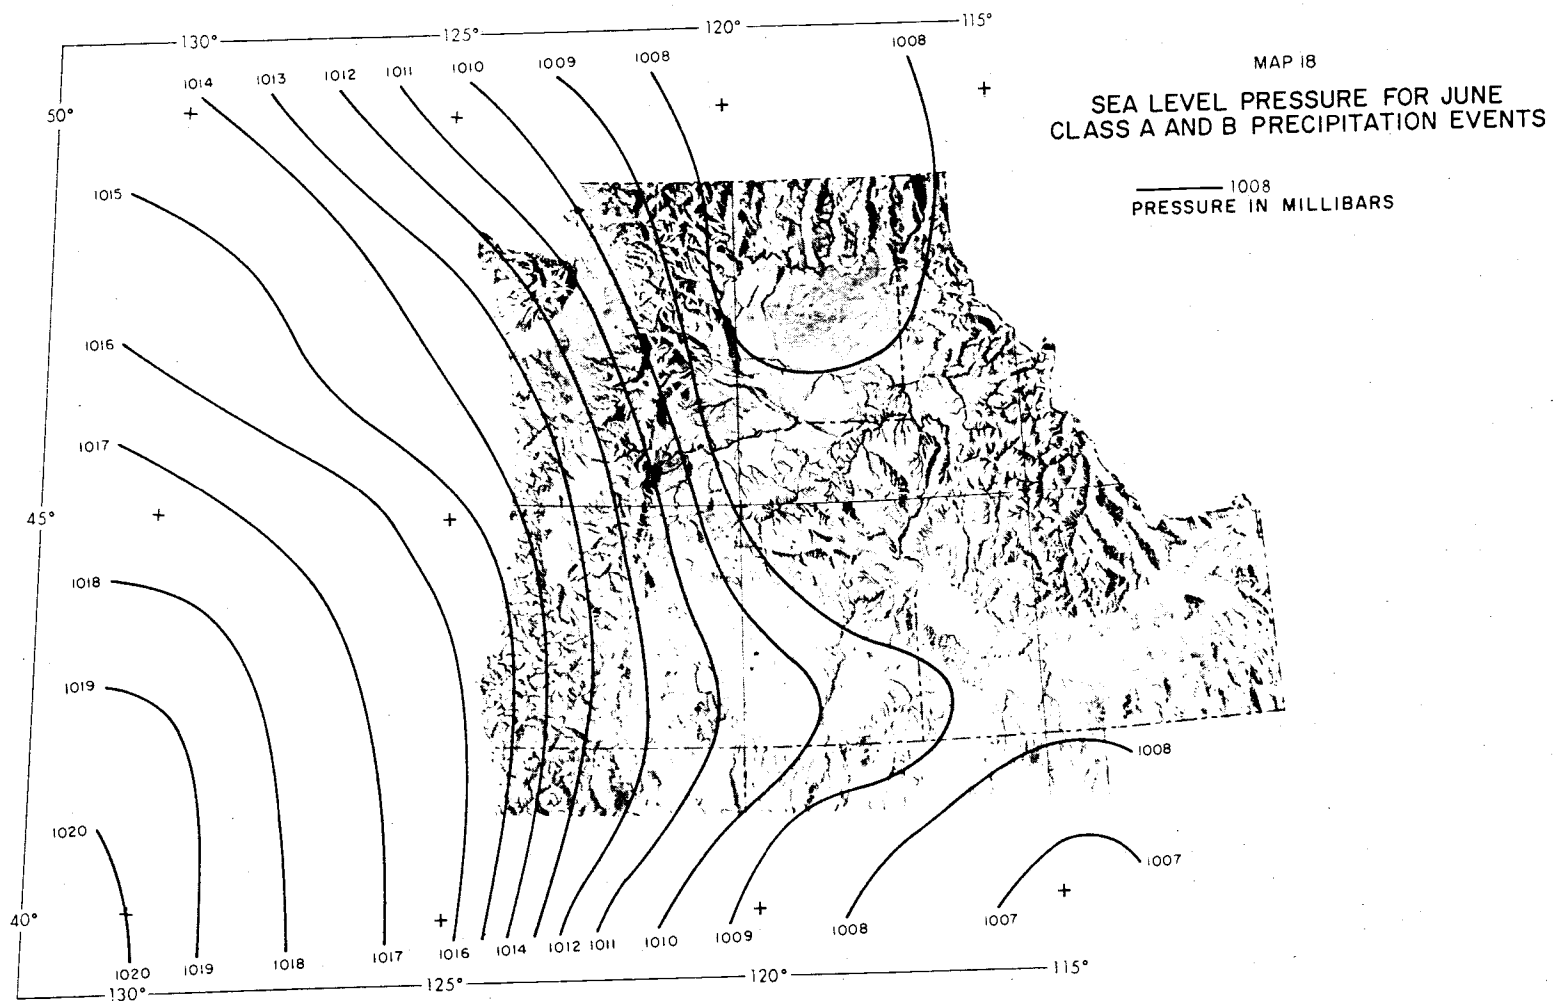 130° 125° 120° 115°
1014 1013 1012 1011 1010 1009 1008 1008
MAP 18
SEA LEVEL PRESSURE FOR JUNE
CLASS A AND B PRECIPITATION EVENTS
50°
1015
1008
PRESSURE IN MILLIBARS
1016
1017
45°
1018
1019
1008
1020
1007
40°
1020 1019 1018 1017 1016 1014 1012 1011 1010 1009 1008 1007
130° 125° 120° 115°